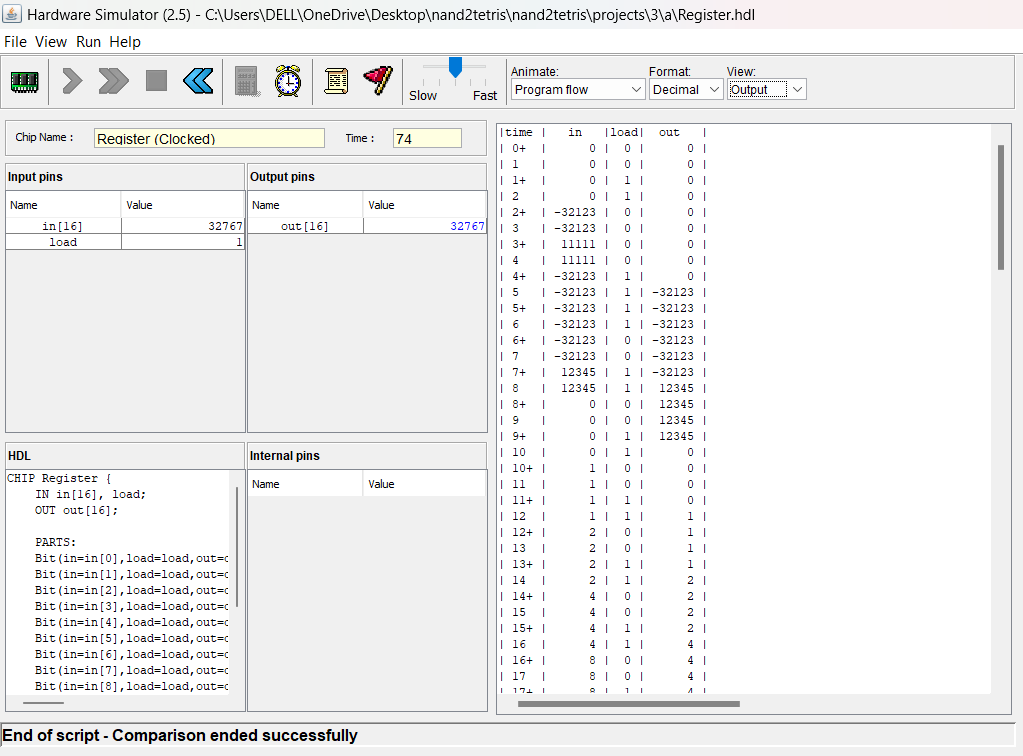 Hardware Simulator (2.5) - C:\Users\DELL\OneDrive\Desktop\nand2tetris\nand2tetris\projects\3\a\Register.hdl
File View Run Help
Slow Fast
Animate: Format: View:
Program flow Decimal Output
Chip Name : Register (Clocked) Time : 74
Input pins
Name Value
in[16] 32767
load 1
Output pins
Name Value
out[16] 32767
HDL
CHIP Register {
IN in[16], load;
OUT out[16];
PARTS:
Bit(in=in[0],load=load,out=
Bit(in=in[1],load=load,out=
Bit(in=in[2],load=load,out=
Bit(in=in[3],load=load,out=
Bit(in=in[4],load=load,out=
Bit(in=in[5],load=load,out=
Bit(in=in[6],load=load,out=
Bit(in=in[7],load=load,out=
Bit(in=in[8],load=load,out=
Internal pins
Name Value
|time | in |load| out |
| 0+ | 0 | 0 | 0 |
| 1 | 0 | 0 | 0 |
| 1+ | 0 | 1 | 0 |
| 2 | 0 | 1 | 0 |
| 2+ | -32123 | 0 | 0 |
| 3 | -32123 | 0 | 0 |
| 3+ | 11111 | 0 | 0 |
| 4 | 11111 | 0 | 0 |
| 4+ | -32123 | 1 | 0 |
| 5 | -32123 | 1 | -32123 |
| 5+ | -32123 | 1 | -32123 |
| 6 | -32123 | 1 | -32123 |
| 6+ | -32123 | 0 | -32123 |
| 7 | -32123 | 0 | -32123 |
| 7+ | 12345 | 1 | -32123 |
| 8 | 12345 | 1 | 12345 |
| 8+ | 0 | 0 | 12345 |
| 9 | 0 | 0 | 12345 |
| 9+ | 0 | 1 | 12345 |
| 10 | 0 | 1 | 0 |
| 10+ | 1 | 0 | 0 |
| 11 | 1 | 0 | 0 |
| 11+ | 1 | 1 | 0 |
| 12 | 1 | 1 | 1 |
| 12+ | 2 | 0 | 1 |
| 13 | 2 | 0 | 1 |
| 13+ | 2 | 1 | 1 |
| 14 | 2 | 1 | 2 |
| 14+ | 4 | 0 | 2 |
| 15 | 4 | 0 | 2 |
| 15+ | 4 | 1 | 2 |
| 16 | 4 | 1 | 4 |
| 16+ | 8 | 0 | 4 |
| 17 | 8 | 0 | 4 |
| 17+ | 8 | 1 | 4 |
End of script - Comparison ended successfully